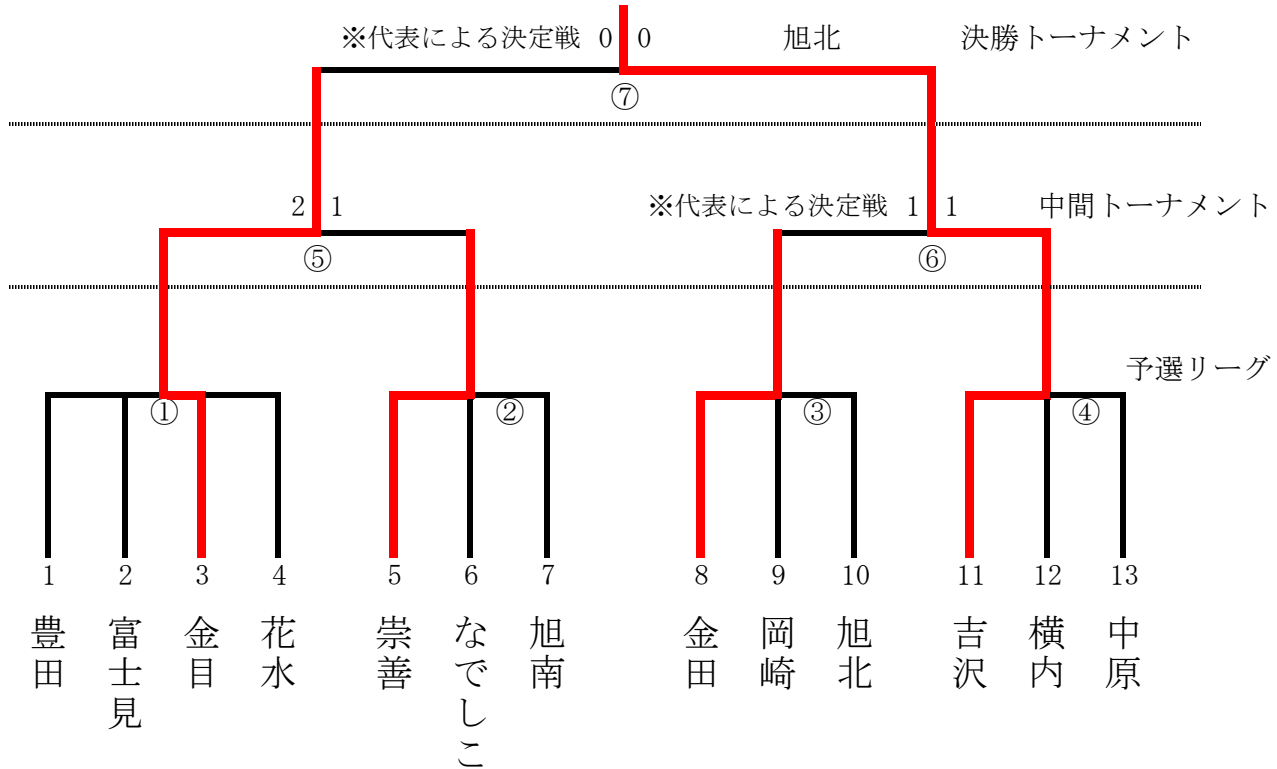 ※代表による決定戦 0 0 旭北 決勝トーナメント
⑦
2 1 ※代表による決定戦 1 1 中間トーナメント
⑤ ⑥
予選リーグ
① ② ③ ④
1 2 3 4 5 6 7 8 9 10 11 12 13
豊田
富士見
金目
花水
崇善
なでしこ
旭南
金田
岡崎
旭北
吉沢
横内
中原